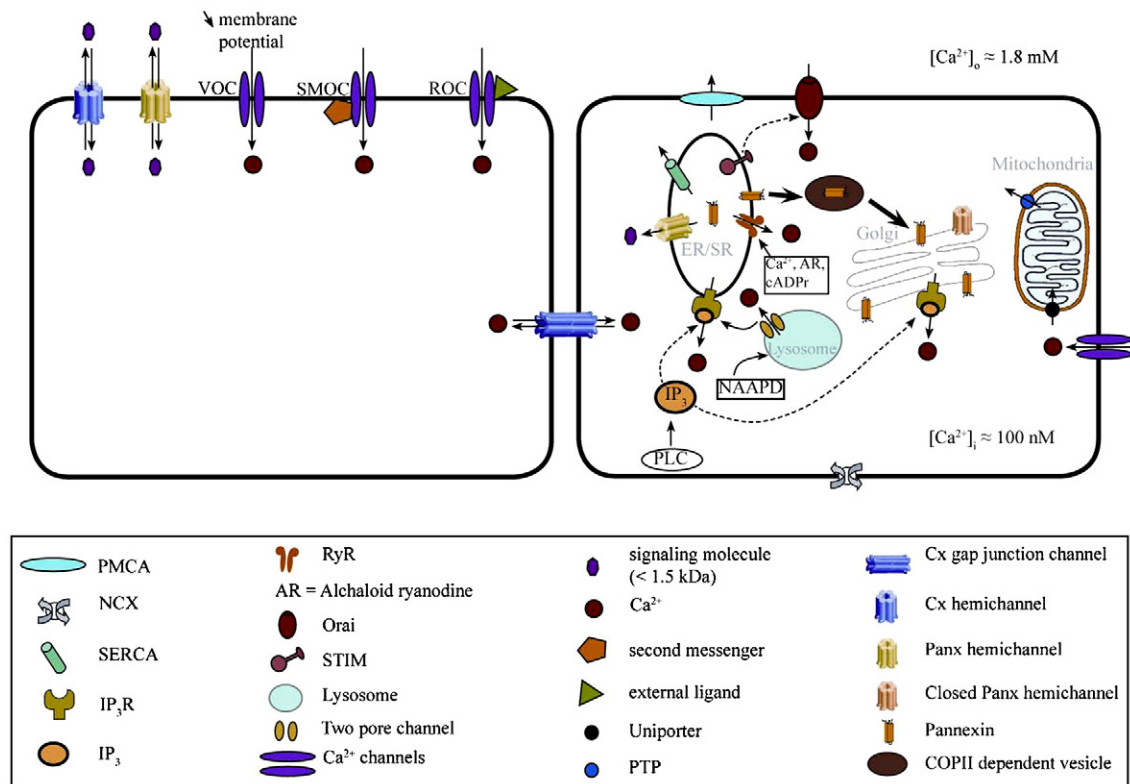 membrane
potential
VOC
SMOC
ROC
[Ca²⁺]ₒ ≈ 1.8 mM
Mitochondria
ER/SR
Golgi
Ca²⁺, AR,
cADPr
Lysosome
NAAPD
IP₃
PLC
[Ca²⁺]ᵢ ≈ 100 nM
PMCA
NCX
SERCA
IP₃R
IP₃
RyR
AR = Alchaloid ryanodine
Orai
STIM
Lysosome
Two pore channel
Ca²⁺ channels
signaling molecule
(< 1.5 kDa)
Ca²⁺
second messenger
external ligand
Uniporter
PTP
Cx gap junction channel
Cx hemichannel
Panx hemichannel
Closed Panx hemichannel
Pannexin
COPII dependent vesicle